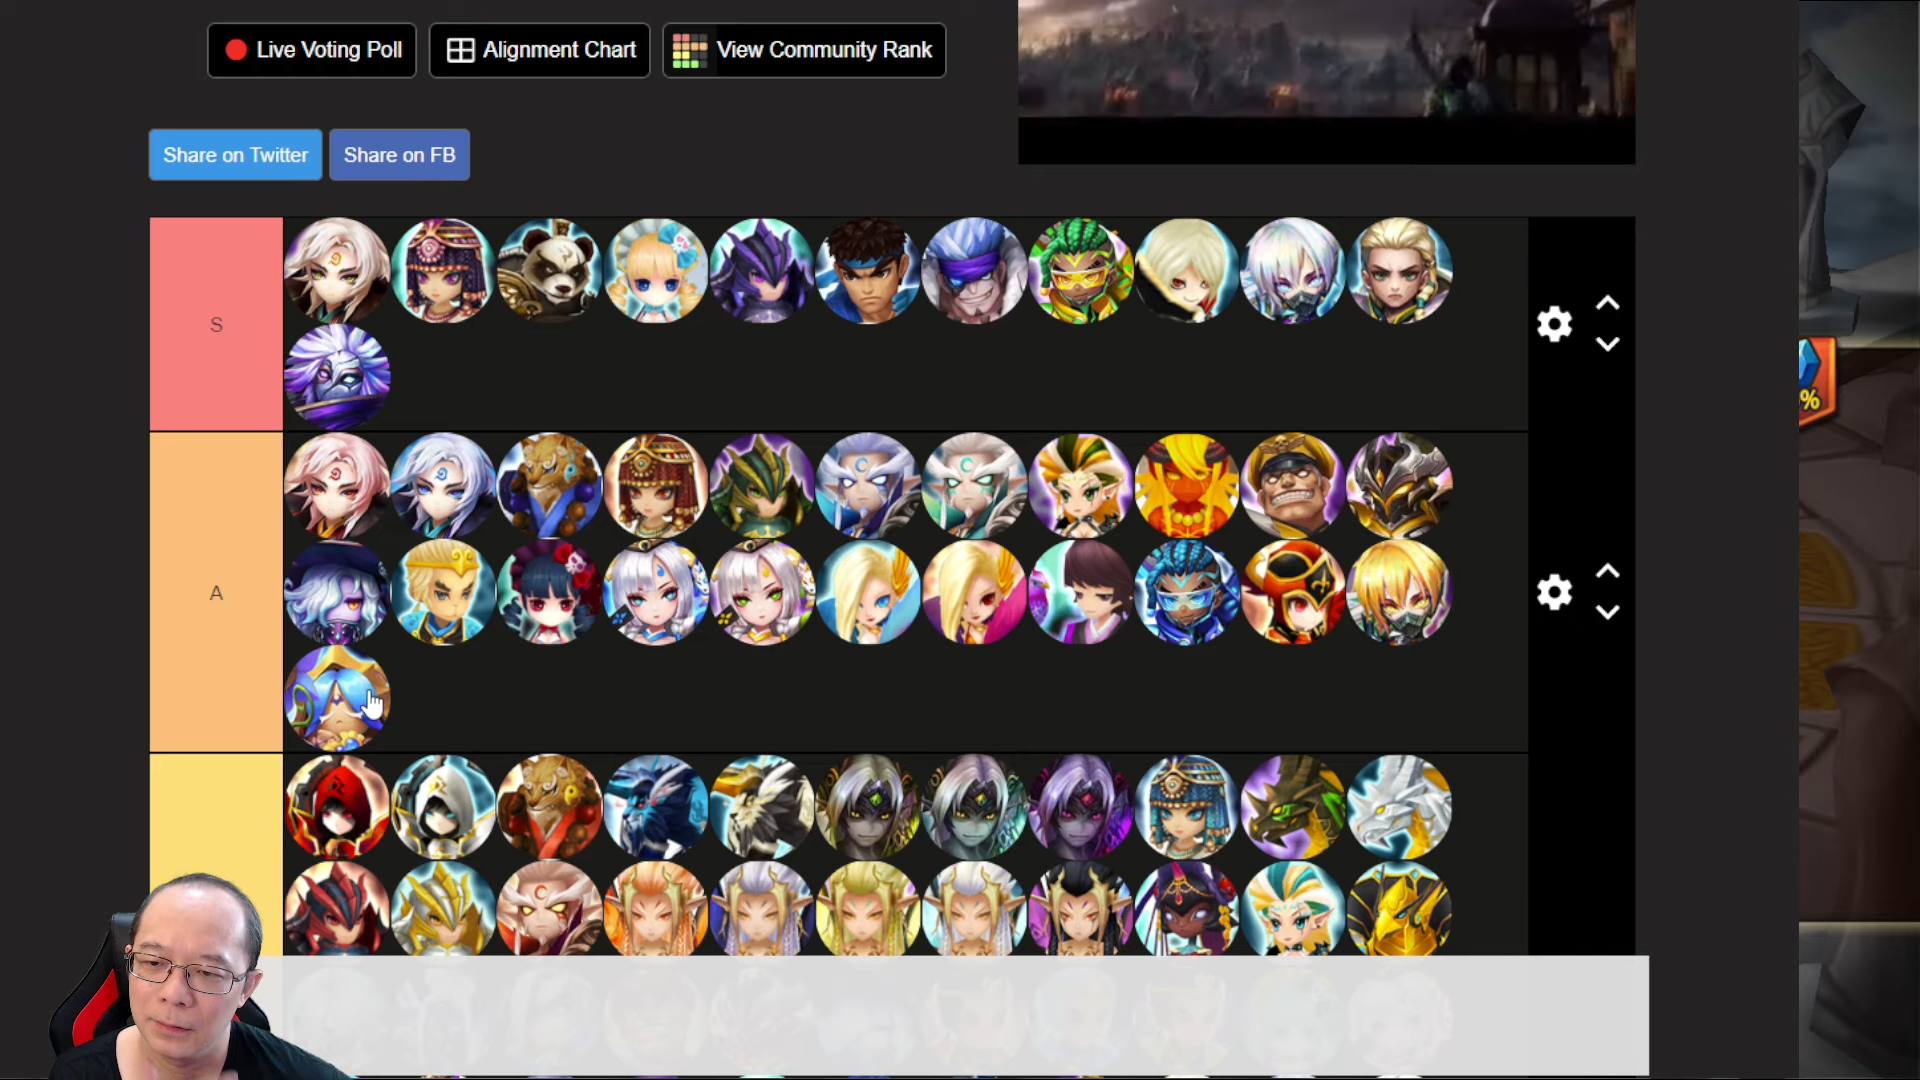 Live Voting Poll
Alignment Chart
View Community Rank
Share on Twitter
Share on FB
S
A
%